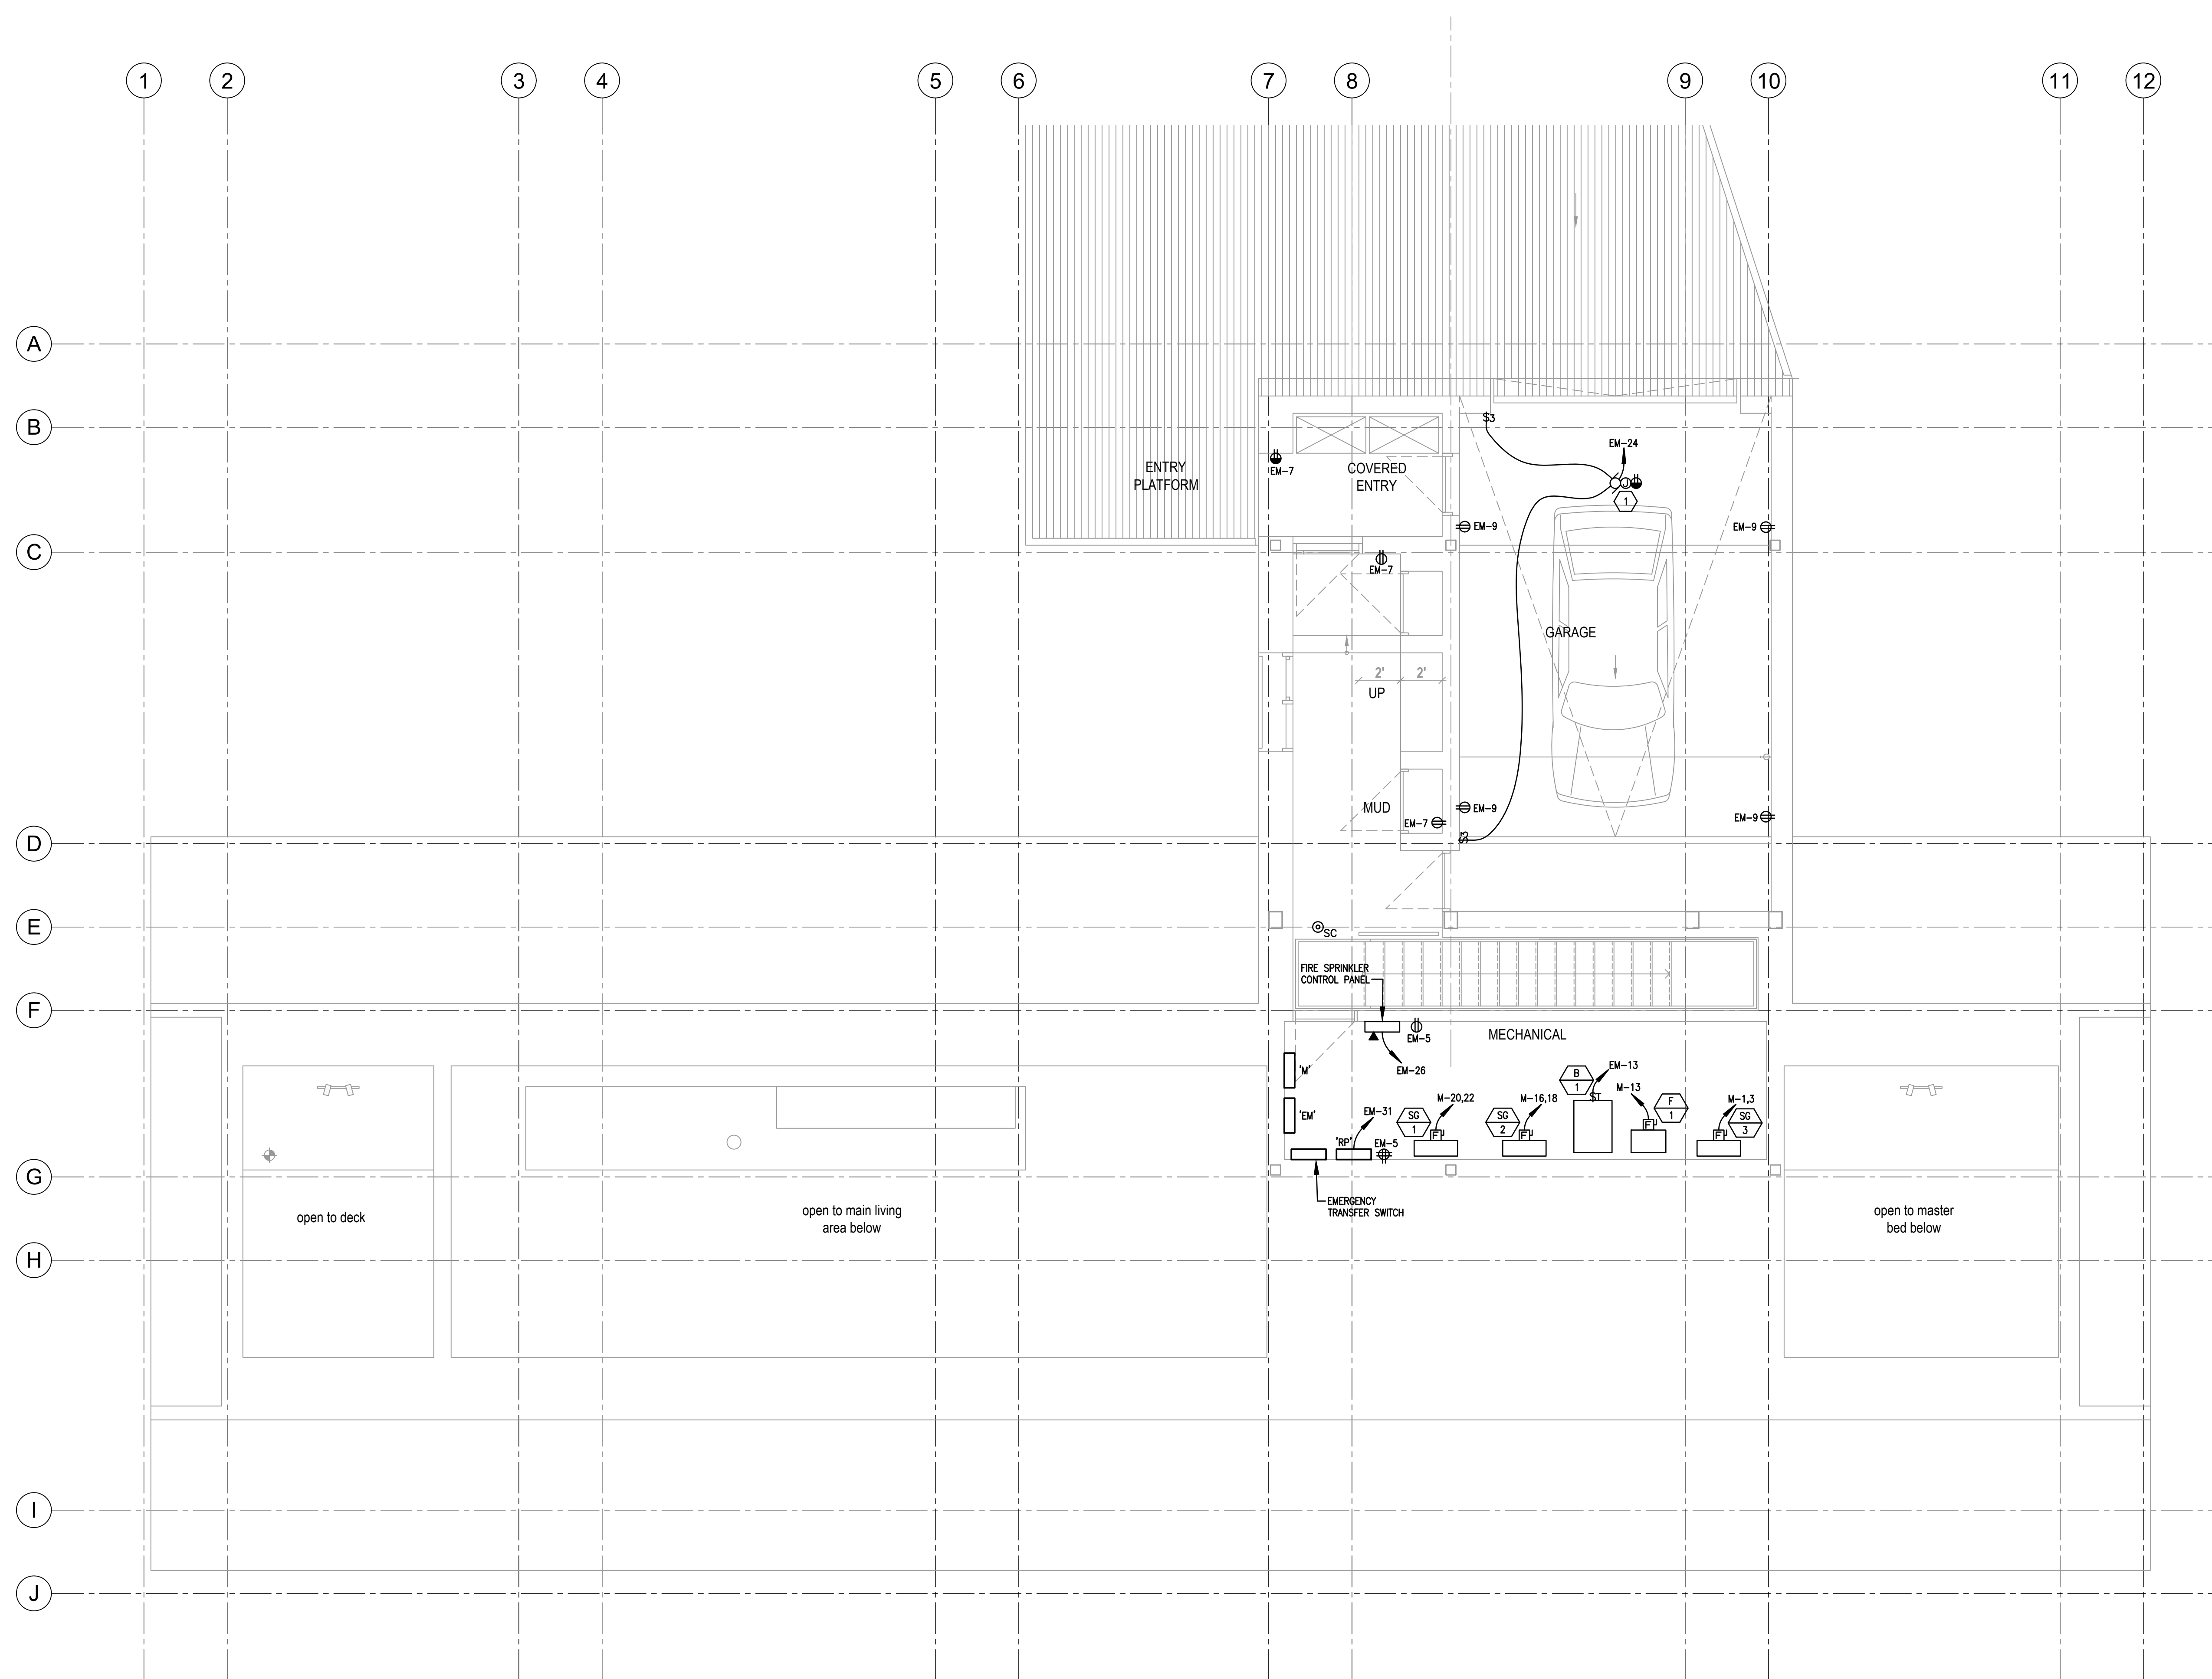 1
2
3
4
5
6
7
8
9
10
11
12
A
B
C
D
E
F
G
H
I
J
$3
EM-24
J
1
EM-7
ENTRY
PLATFORM
COVERED
ENTRY
EM-9
EM-9
EM-7
GARAGE
2'
2'
UP
MUD
EM-9
EM-7
EM-9
$3
SC
FIRE SPRINKLER
CONTROL PANEL
EM-5
MECHANICAL
EM-26
'M'
'EM'
'RP'
EM-31
EM-5
SG
1
M-20,22
F
SG
2
M-16,18
F
B
1
EM-13
$T
M-13
F
F
1
M-1,3
F
SG
3
EMERGENCY
TRANSFER SWITCH
open to deck
open to main living
area below
open to master
bed below